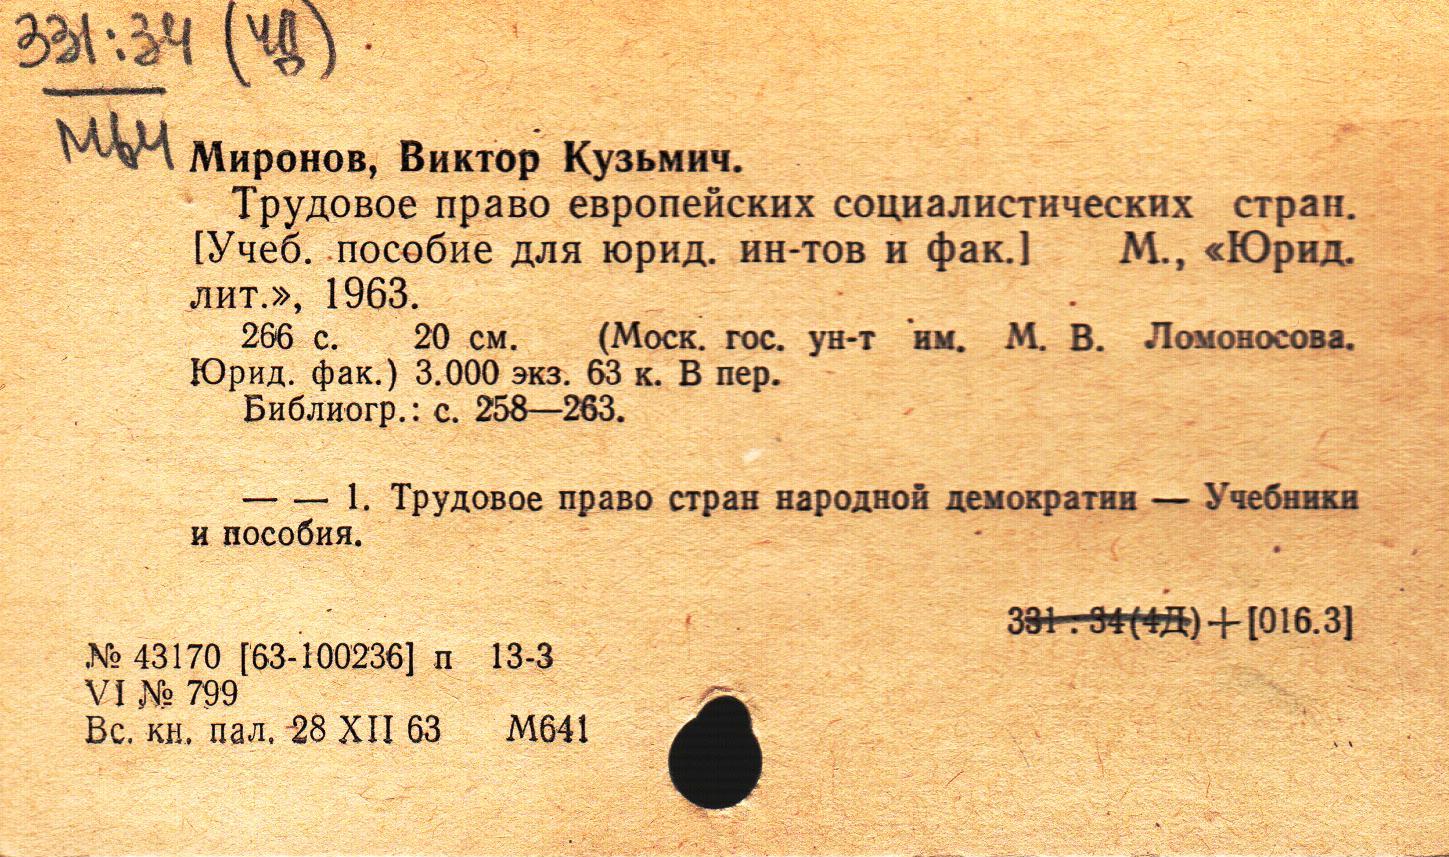 331:34 (4Д)
М64
Миронов, Виктор Кузьмич.
Трудовое право европейских социалистических стран.
[Учеб. пособие для юрид. ин-тов и фак.] М., «Юрид.
лит.», 1963.
266 с. 20 см. (Моск. гос. ун-т им. М. В. Ломоносова.
Юрид. фак.) 3.000 экз. 63 к. В пер.
Библиогр.: с. 258—263.
— — 1. Трудовое право стран народной демократии — Учебники
и пособия.
331 : 34(4Д)+[016.3]
№ 43170 [63-100236] п 13-3
VI № 799
Вс. кн. пал. 28 XII 63 М641